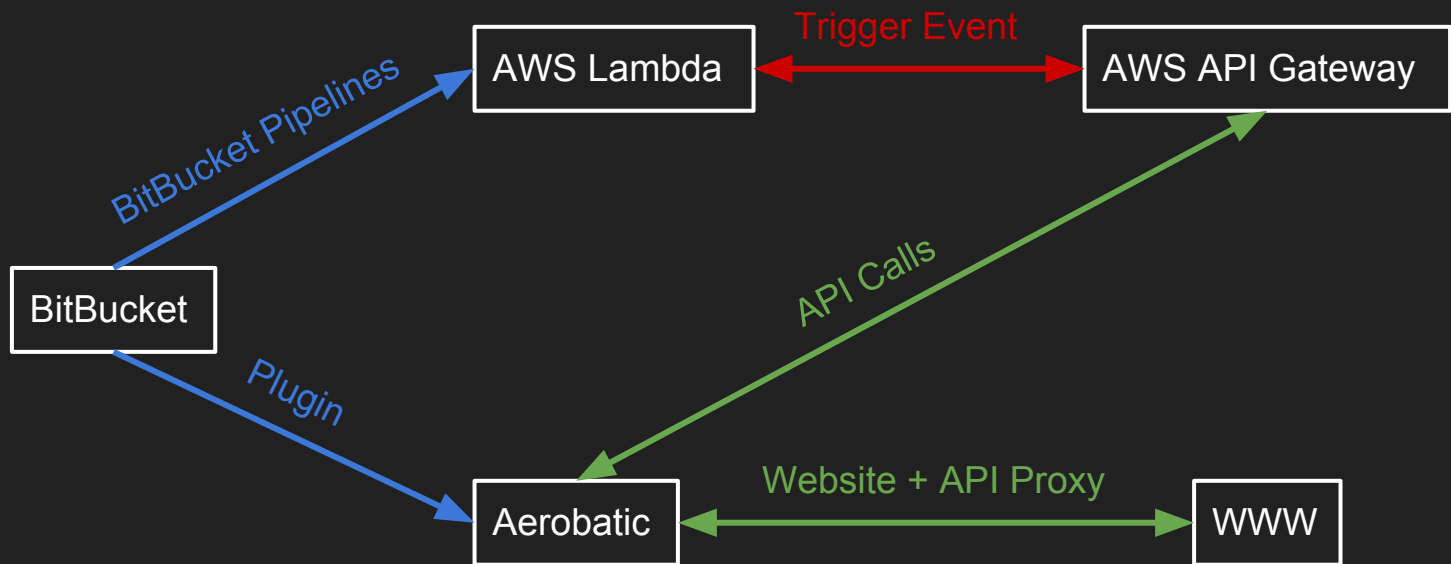 Trigger Event
AWS Lambda
AWS API Gateway
BitBucket Pipelines
BitBucket
API Calls
Plugin
Website + API Proxy
Aerobatic
WWW